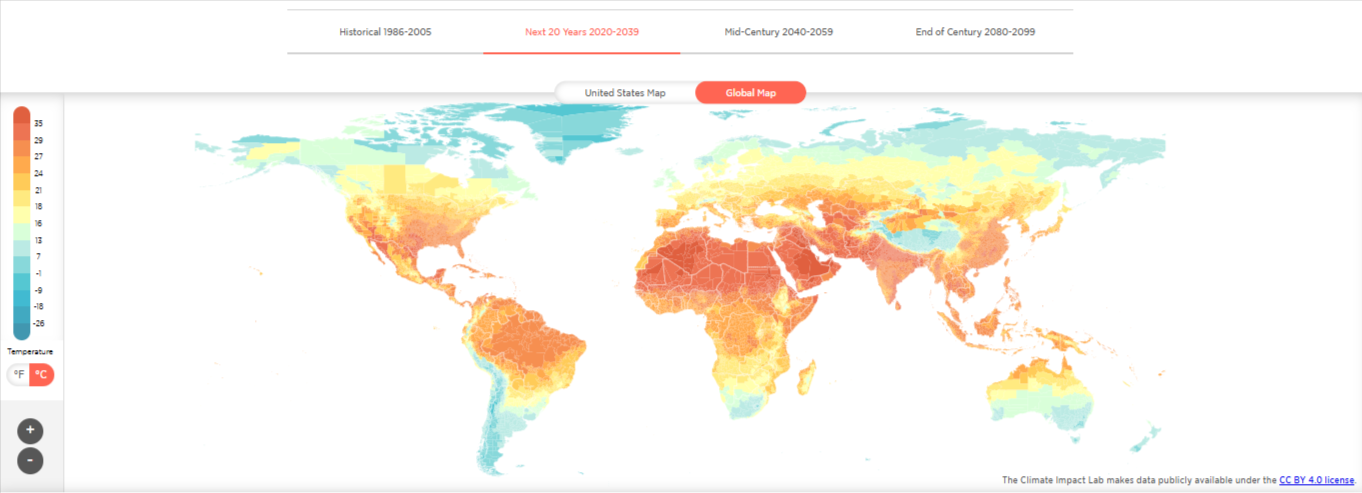 Historical 1986-2005
Next 20 Years 2020-2039
Mid-Century 2040-2059
End of Century 2080-2099
United States Map
Global Map
35
29
27
24
21
18
16
13
7
-1
-9
-18
-26
Temperature
°F
°C
+
-
The Climate Impact Lab makes data publicly available under the CC BY 4.0 license.